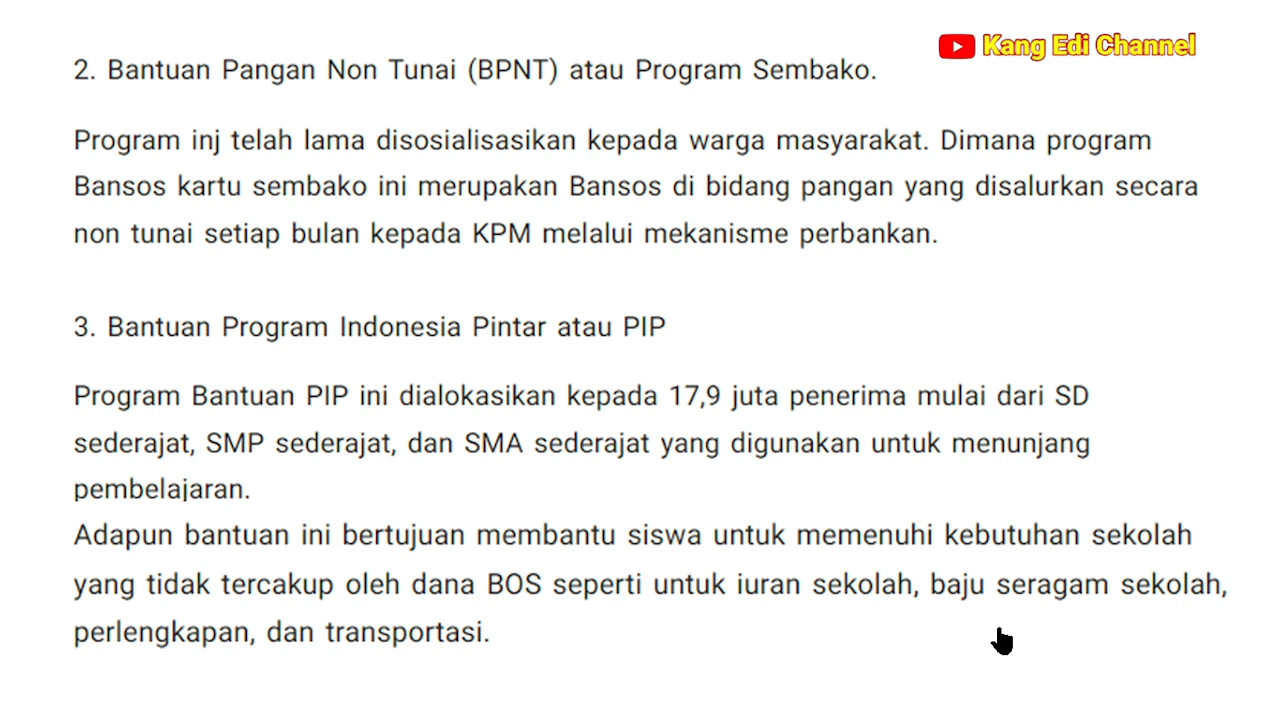 Kang Edi Channel
2. Bantuan Pangan Non Tunai (BPNT) atau Program Sembako.
Program inj telah lama disosialisasikan kepada warga masyarakat. Dimana program
Bansos kartu sembako ini merupakan Bansos di bidang pangan yang disalurkan secara
non tunai setiap bulan kepada KPM melalui mekanisme perbankan.
3. Bantuan Program Indonesia Pintar atau PIP
Program Bantuan PIP ini dialokasikan kepada 17,9 juta penerima mulai dari SD
sederajat, SMP sederajat, dan SMA sederajat yang digunakan untuk menunjang
pembelajaran.
Adapun bantuan ini bertujuan membantu siswa untuk memenuhi kebutuhan sekolah
yang tidak tercakup oleh dana BOS seperti untuk iuran sekolah, baju seragam sekolah,
perlengkapan, dan transportasi.